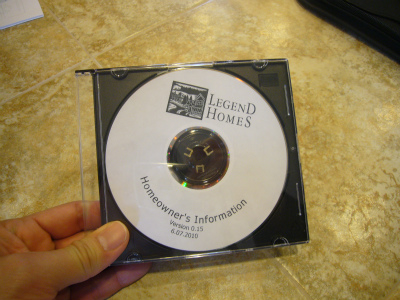 LEGEND
HOMES
Homeowner's Information
Version 0.15
6.07.2010